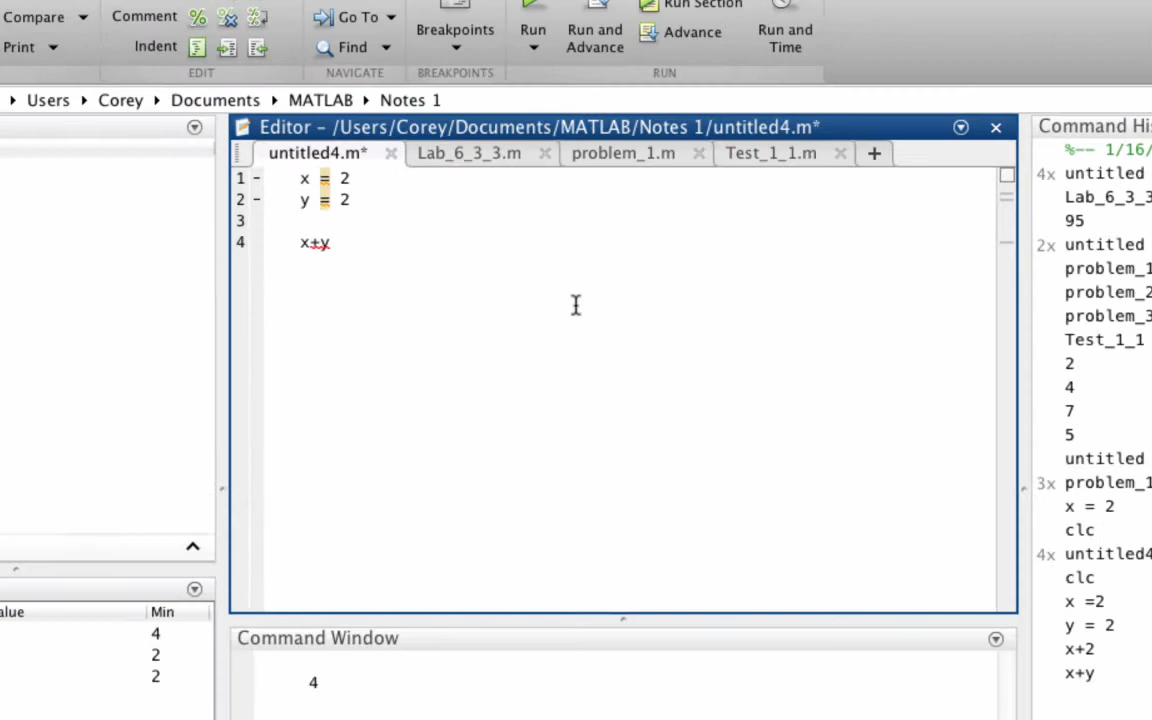 Compare
Comment
Go To
Run Section
Print
Indent
Find
Breakpoints
Run
Run and Advance
Advance
Run and Time
EDIT
NAVIGATE
BREAKPOINTS
RUN
Users
Corey
Documents
MATLAB
Notes 1
Editor - /Users/Corey/Documents/MATLAB/Notes 1/untitled4.m*
untitled4.m*
Lab_6_3_3.m
problem_1.m
Test_1_1.m
+
1 - x = 2
2 - y = 2
3
4 x+y
alue
Min
4
2
2
Command Window
4
Command His
%-- 1/16/
4x untitled
Lab_6_3_3
95
2x untitled
problem_1
problem_2
problem_3
Test_1_1
2
4
7
5
untitled
3x problem_1
x = 2
clc
4x untitled4
clc
x =2
y = 2
x+2
x+y